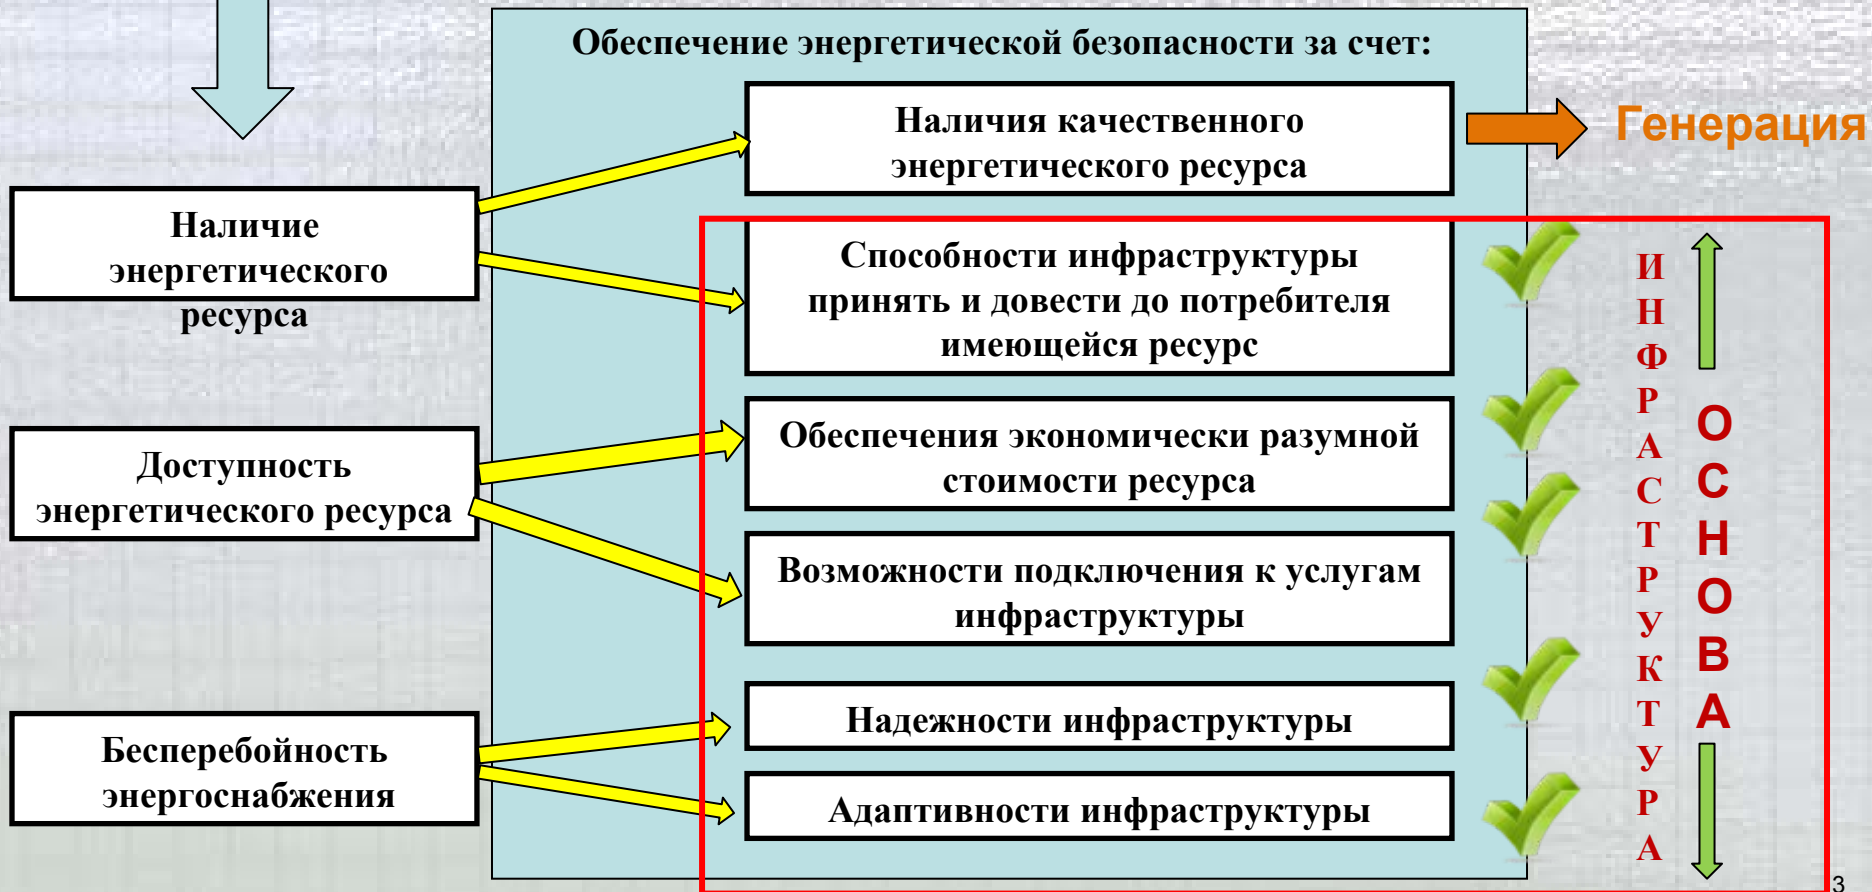 Обеспечение энергетической безопасности за счет:
Наличия качественного
энергетического ресурса
Генерация
Наличие
энергетического
ресурса
Способности инфраструктуры
принять и довести до потребителя
имеющейся ресурс
Доступность
энергетического ресурса
Обеспечения экономически разумной
стоимости ресурса
Возможности подключения к услугам
инфраструктуры
Бесперебойность
энергоснабжения
Надежности инфраструктуры
Адаптивности инфраструктуры
ИНФРАСТРУКТУРА
ОСНОВА
3